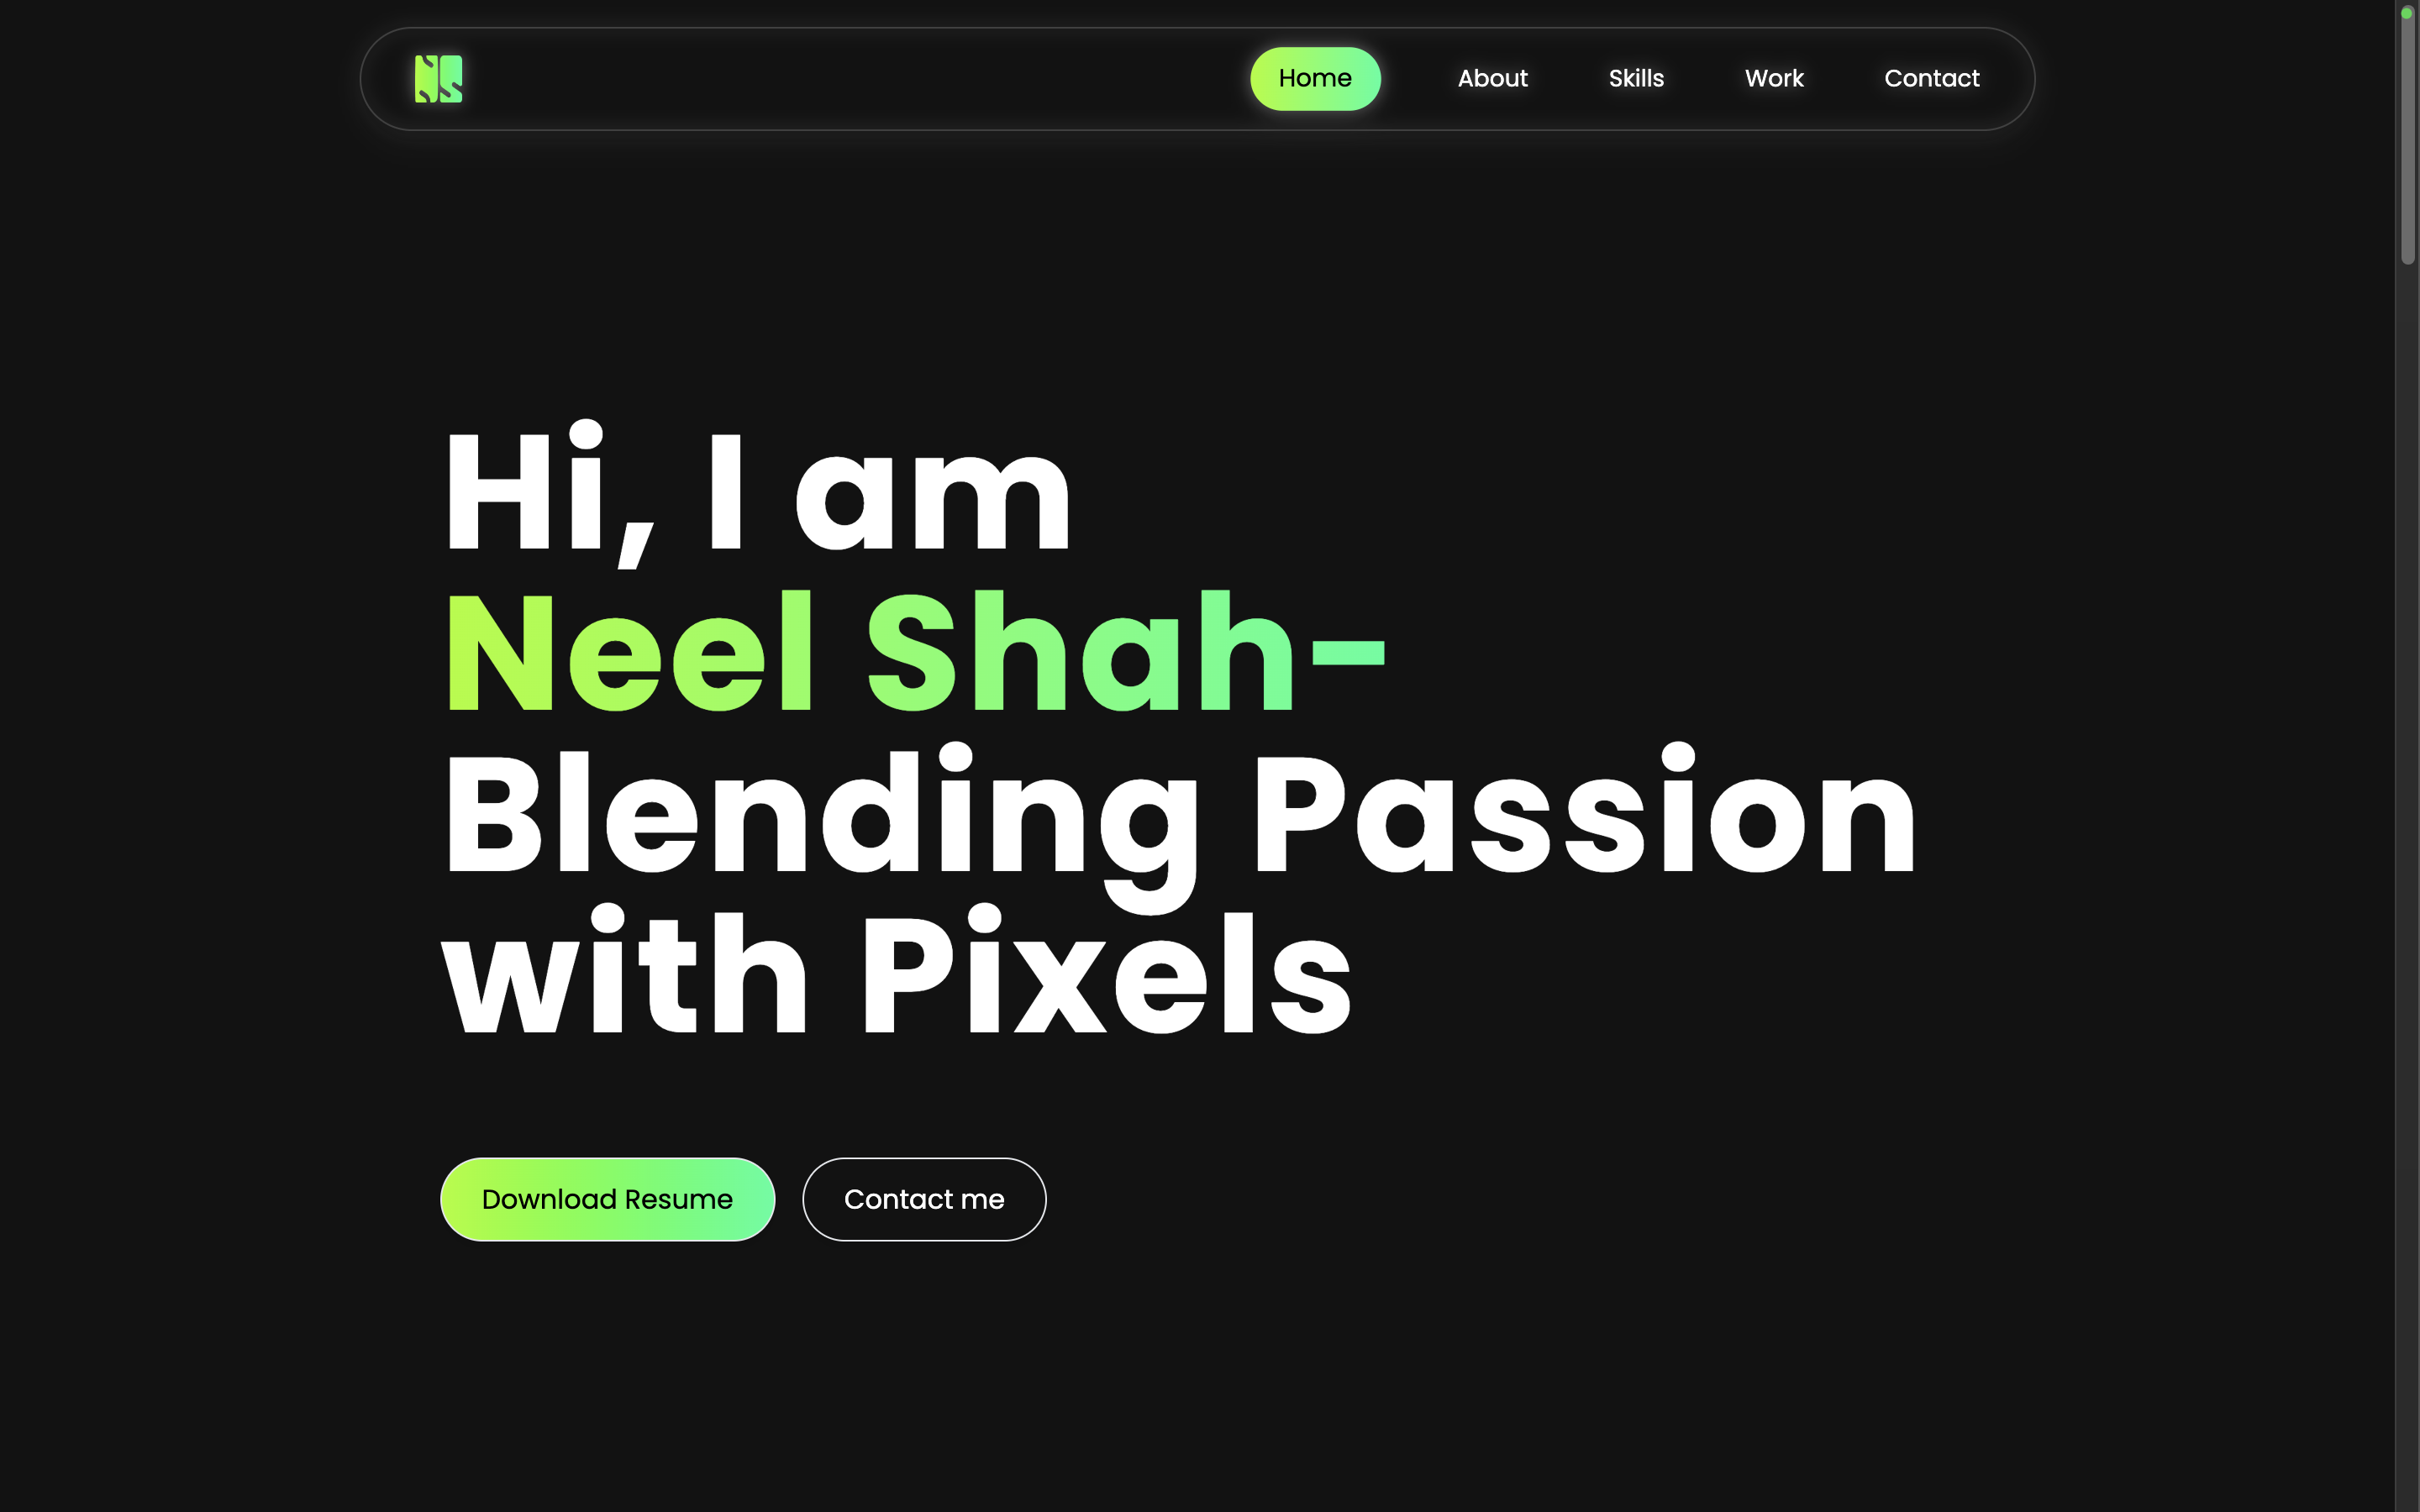 Home
About
Skills
Work
Contact
Hi, I am
Neel Shah-
Blending Passion
with Pixels
Download Resume
Contact me